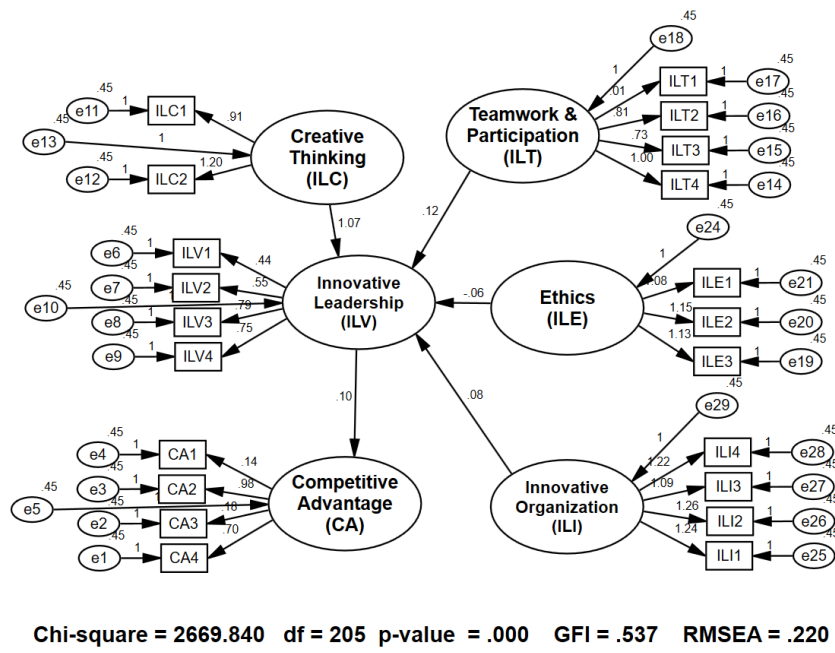 .45
e18
.45
e11
1
ILC1
.91
.45
e13
1
.45
e12
1
ILC2
1.20
Creative
Thinking
(ILC)
1
.01
.81
.73
1.00
Teamwork &
Participation
(ILT)
ILT1
1
e17
.45
ILT2
1
e16
.45
ILT3
1
e15
.45
ILT4
1
e14
.45
1.07
.12
.45
e6
1
ILV1
.44
.45
e7
1
ILV2
.55
.45
e10
.45
e8
1
ILV3
.79
.45
e9
1
ILV4
.75
Innovative
Leadership
(ILV)
-.06
.45
e24
1
Ethics
(ILE)
1.08
1.15
1.13
ILE1
1
e21
.45
ILE2
1
e20
.45
ILE3
1
e19
.45
.10
.08
.45
e29
1
.45
e4
1
CA1
.14
.45
e3
1
CA2
.98
.45
e5
.45
e2
1
CA3
.18
.45
e1
1
CA4
.70
Competitive
Advantage
(CA)
Innovative
Organization
(ILI)
1.22
1.09
1.26
1.24
ILI4
1
e28
.45
ILI3
1
e27
.45
ILI2
1
e26
.45
ILI1
1
e25
.45
Chi-square = 2669.840 df = 205 p-value = .000 GFI = .537 RMSEA = .220